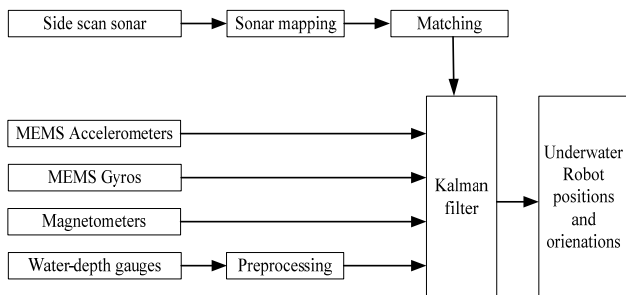 Side scan sonar
Sonar mapping
Matching
MEMS Accelerometers
MEMS Gyros
Magnetometers
Water-depth gauges
Preprocessing
Kalman
filter
Underwater
Robot
positions
and
orienations